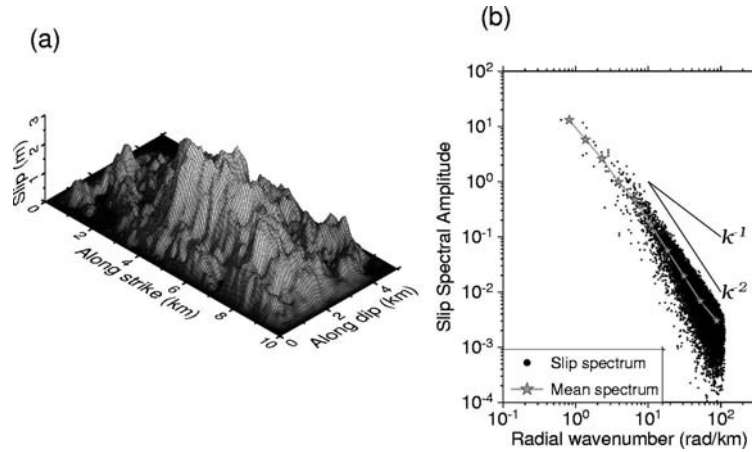 (a)
Slip (m)
3
2
1
0
2
4
6
8
10
Along strike (km)
0
2
4
Along dip (km)
(b)
Slip Spectral Amplitude
10²
10¹
10⁰
10⁻¹
10⁻²
10⁻³
10⁻⁴
k⁻¹
k⁻²
Slip spectrum
Mean spectrum
10⁻¹ 10⁰ 10¹ 10²
Radial wavenumber (rad/km)